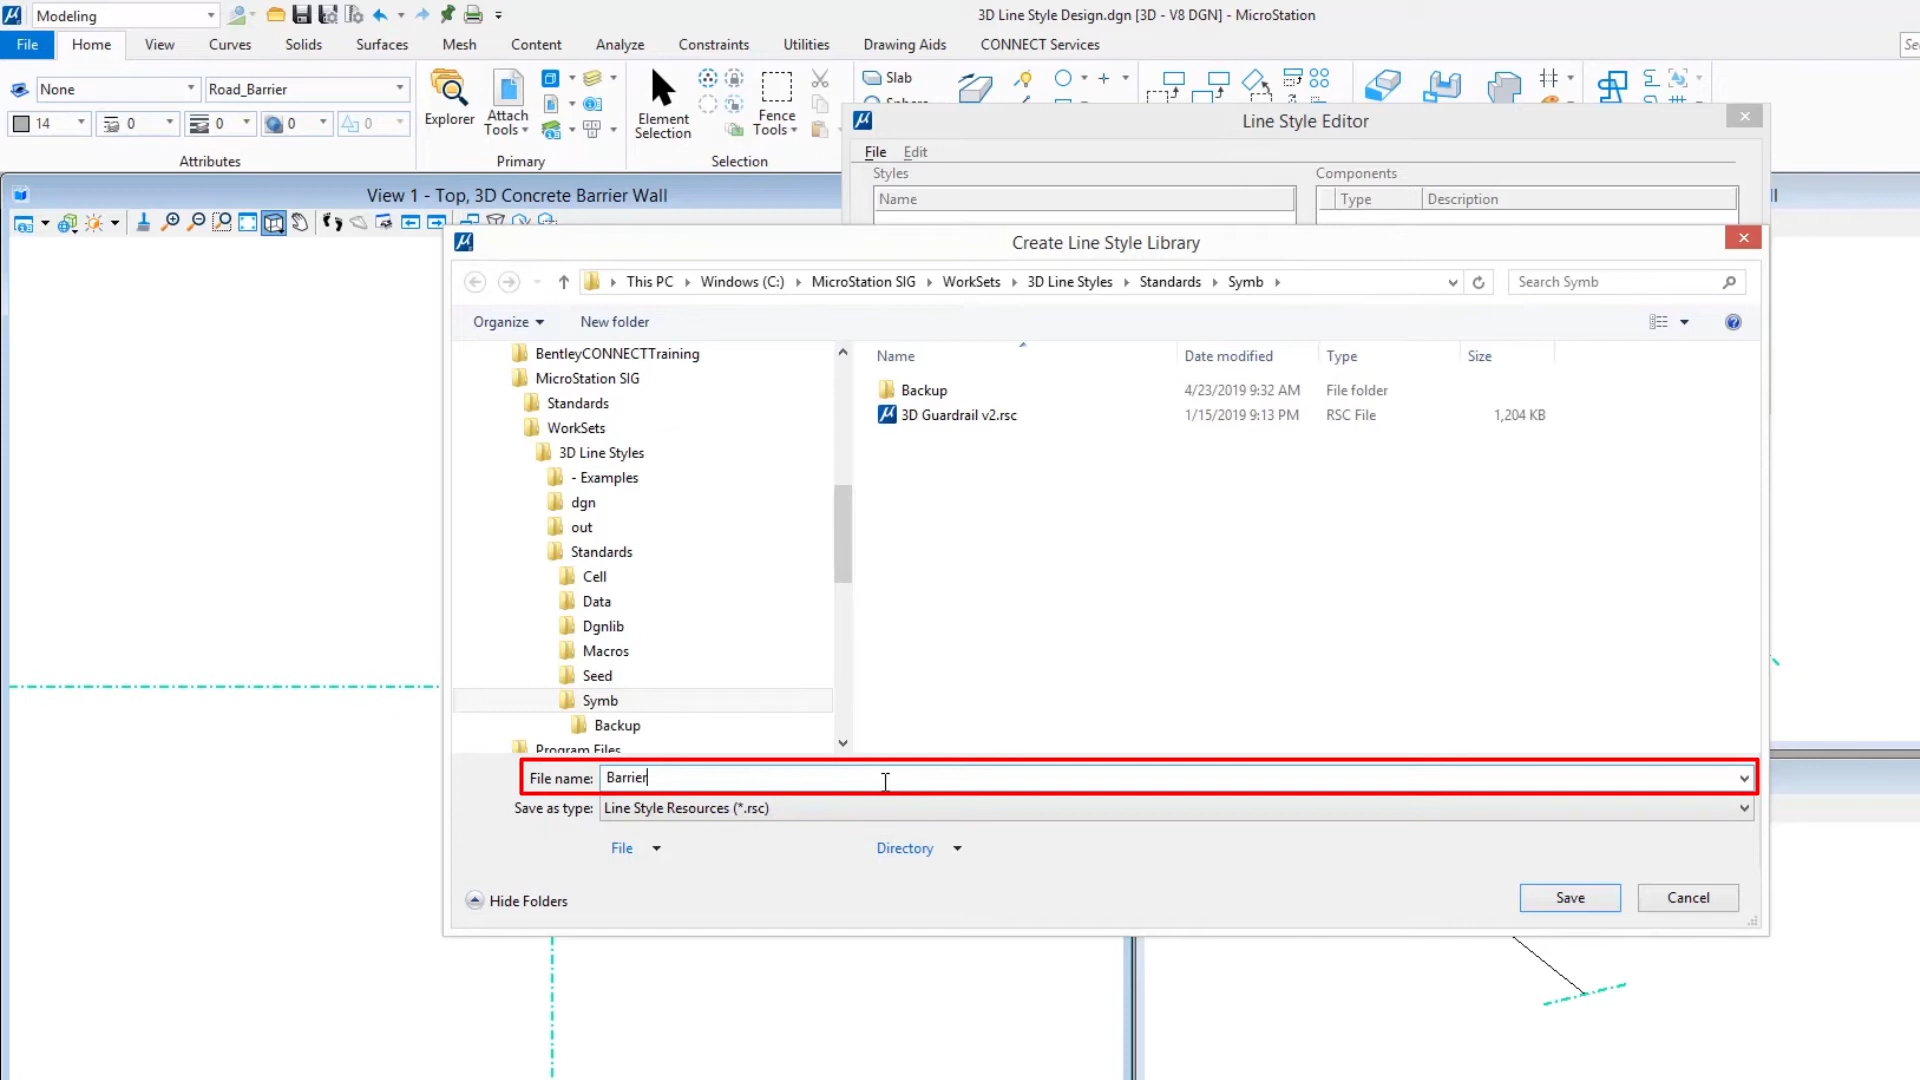 Modeling
3D Line Style Design.dgn [3D - V8 DGN] - MicroStation
File Home View Curves Solids Surfaces Mesh Content Analyze Constraints Utilities Drawing Aids CONNECT Services
None Road_Barrier
14 0 0 0 0
Attributes
Explorer
Attach Tools
Primary
Element Selection
Fence Tools
Selection
Slab
Line Style Editor
File Edit
Styles
Components
Name
Type Description
View 1 - Top, 3D Concrete Barrier Wall
Create Line Style Library
This PC Windows (C:) MicroStation SIG WorkSets 3D Line Styles Standards Symb
Search Symb
Organize New folder
BentleyCONNECTTraining
MicroStation SIG
Standards
WorkSets
3D Line Styles
- Examples
dgn
out
Standards
Cell
Data
Dgnlib
Macros
Seed
Symb
Backup
Program Files
Name Date modified Type Size
Backup 4/23/2019 9:32 AM File folder
3D Guardrail v2.rsc 1/15/2019 9:13 PM RSC File 1,204 KB
File name: Barrier
Save as type: Line Style Resources (*.rsc)
File Directory
Hide Folders
Save Cancel